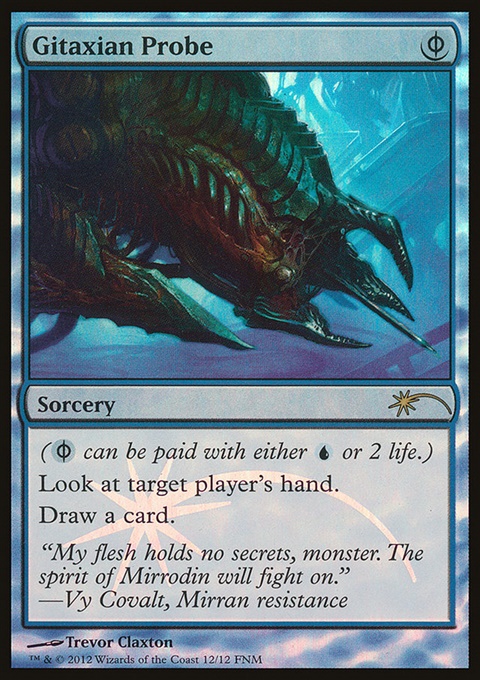 Gitaxian Probe
Sorcery
(ϕ can be paid with either 💧 or 2 life.)
Look at target player's hand.
Draw a card.
“My flesh holds no secrets, monster. The
spirit of Mirrodin will fight on.”
—Vy Covalt, Mirran resistance
Trevor Claxton
™ & © 2012 Wizards of the Coast 12/12 FNM